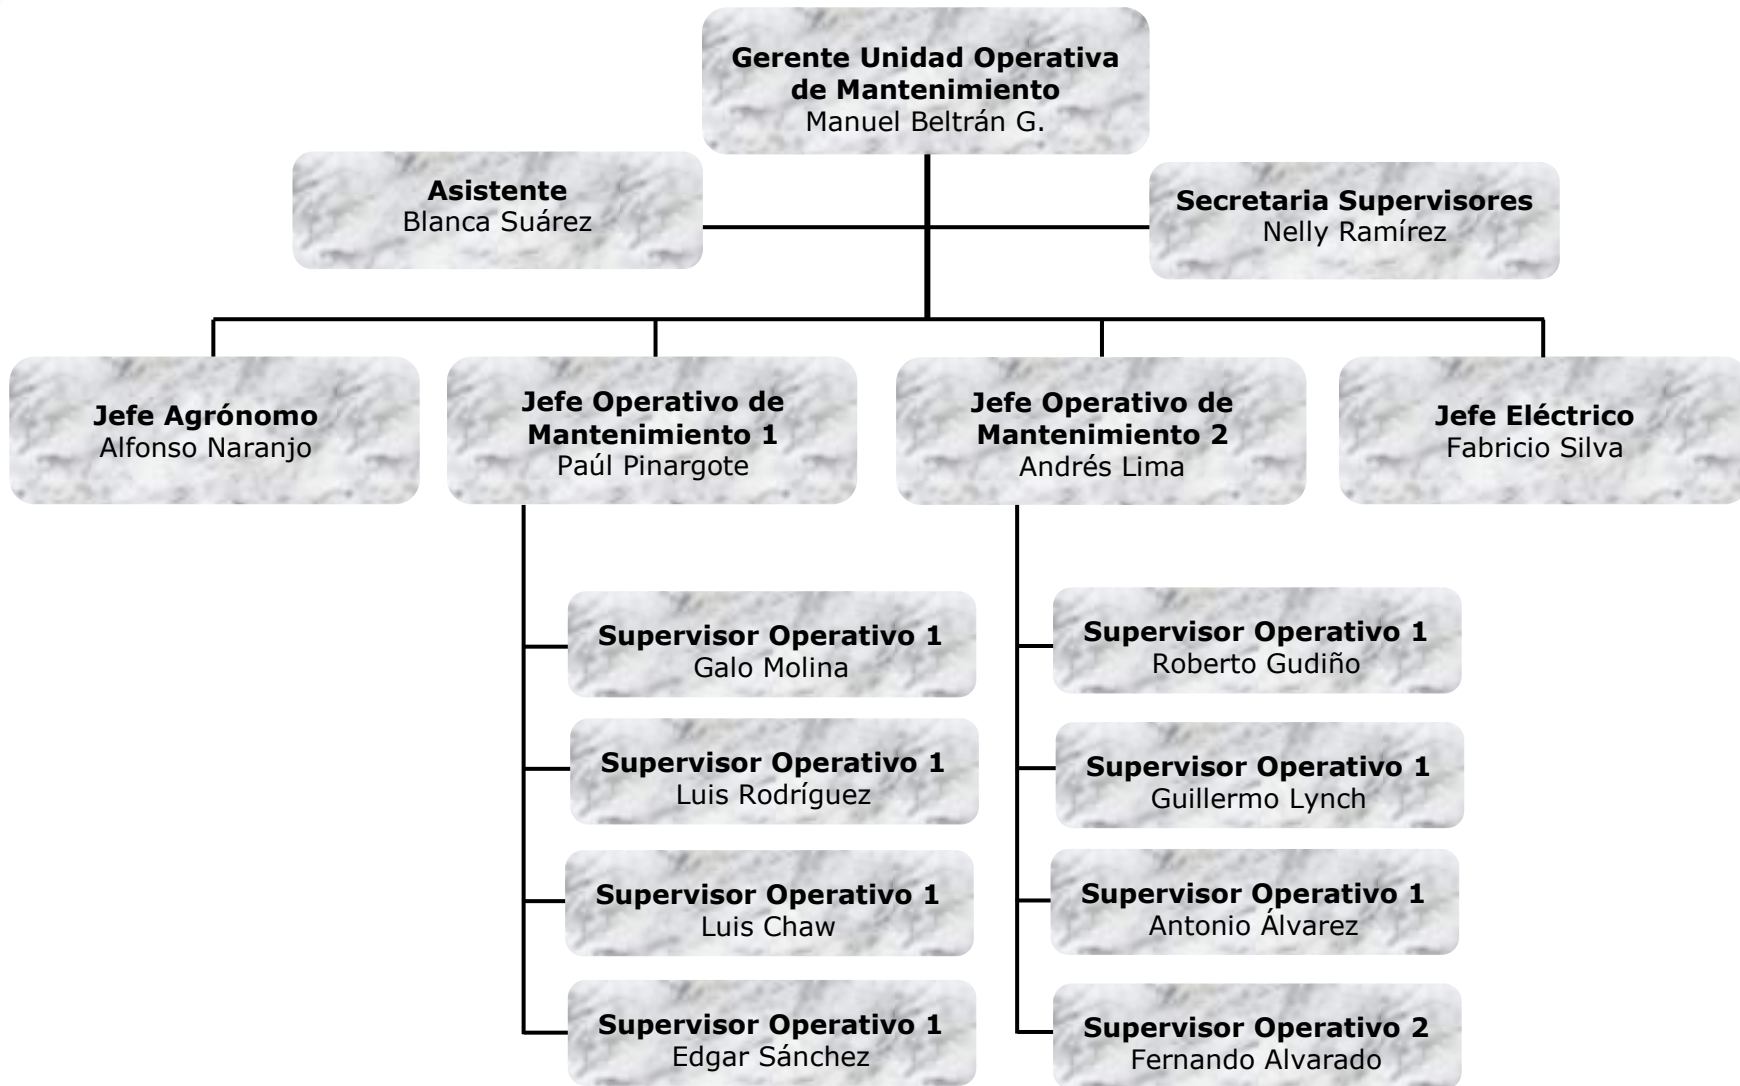 Gerente Unidad Operativa
de Mantenimiento
Manuel Beltrán G.
Asistente
Blanca Suárez
Secretaria Supervisores
Nelly Ramírez
Jefe Agrónomo
Alfonso Naranjo
Jefe Operativo de
Mantenimiento 1
Paúl Pinargote
Jefe Operativo de
Mantenimiento 2
Andrés Lima
Jefe Eléctrico
Fabricio Silva
Supervisor Operativo 1
Galo Molina
Supervisor Operativo 1
Roberto Gudiño
Supervisor Operativo 1
Luis Rodríguez
Supervisor Operativo 1
Guillermo Lynch
Supervisor Operativo 1
Luis Chaw
Supervisor Operativo 1
Antonio Álvarez
Supervisor Operativo 1
Edgar Sánchez
Supervisor Operativo 2
Fernando Alvarado